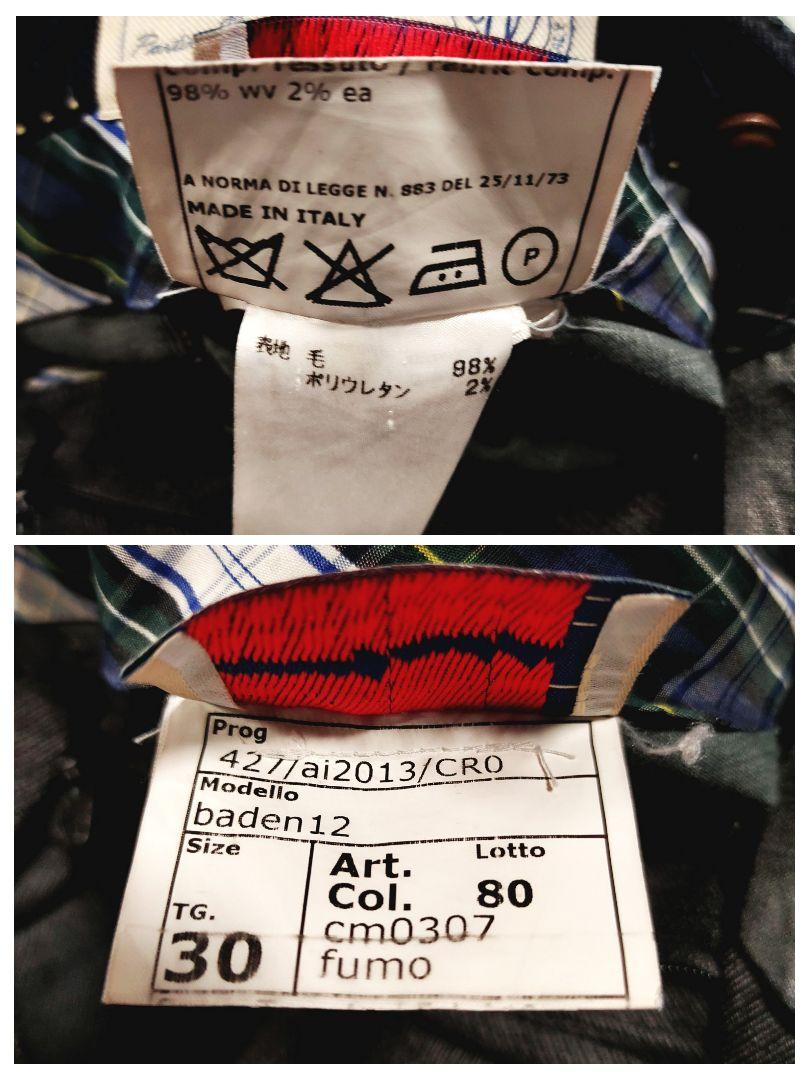 Comp. Tessuto / Fabric Comp.
98% wv 2% ea
A NORMA DI LEGGE N. 883 DEL 25/11/73
MADE IN ITALY
P
表地 毛 98%
ポリウレタン 2%
Prog
427/ai2013/CRO
Modello
baden12
Size
TG.
30
Art. Lotto
Col. 80
cm0307
fumo